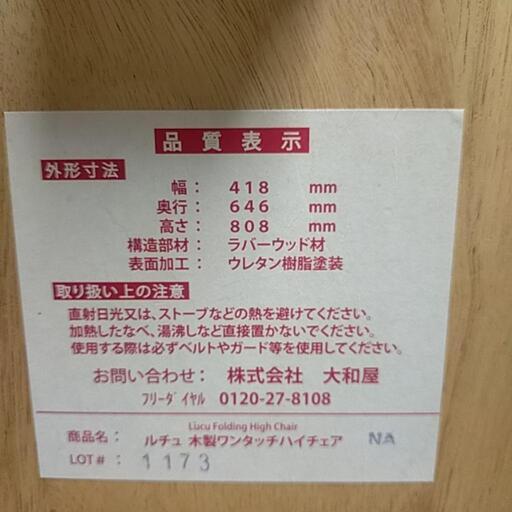 品質表示
外形寸法
幅： 418 mm
奥行： 646 mm
高さ： 808 mm
構造部材： ラバーウッド材
表面加工： ウレタン樹脂塗装
取り扱い上の注意
直射日光又は、ストーブなどの熱を避けてください。
加熱したなべ、湯沸しなど直接置かないでください。
使用する際は必ずベルトやガード等を使用してください。
お問い合わせ： 株式会社 大和屋
フリーダイヤル 0120-27-8108
Lucu Folding High Chair
商品名： ルチュ 木製ワンタッチハイチェア NA
LOT#： 1173